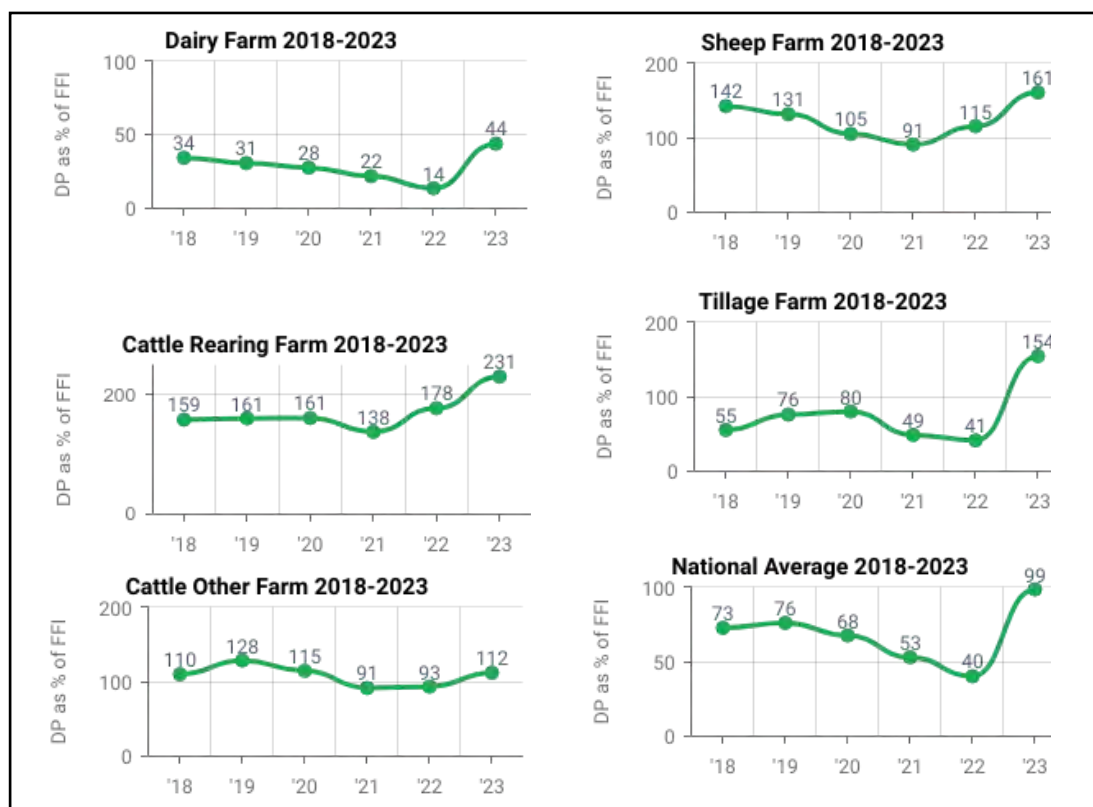 Dairy Farm 2018-2023
DP as % of FFI
100
50
0
34
31
28
22
14
44
'18 '19 '20 '21 '22 '23
Sheep Farm 2018-2023
DP as % of FFI
200
100
0
142
131
105
91
115
161
'18 '19 '20 '21 '22 '23
Cattle Rearing Farm 2018-2023
DP as % of FFI
200
0
159
161
161
138
178
231
'18 '19 '20 '21 '22 '23
Tillage Farm 2018-2023
DP as % of FFI
200
100
0
55
76
80
49
41
154
'18 '19 '20 '21 '22 '23
Cattle Other Farm 2018-2023
DP as % of FFI
200
100
0
110
128
115
91
93
112
'18 '19 '20 '21 '22 '23
National Average 2018-2023
DP as % of FFI
100
50
0
73
76
68
53
40
99
'18 '19 '20 '21 '22 '23